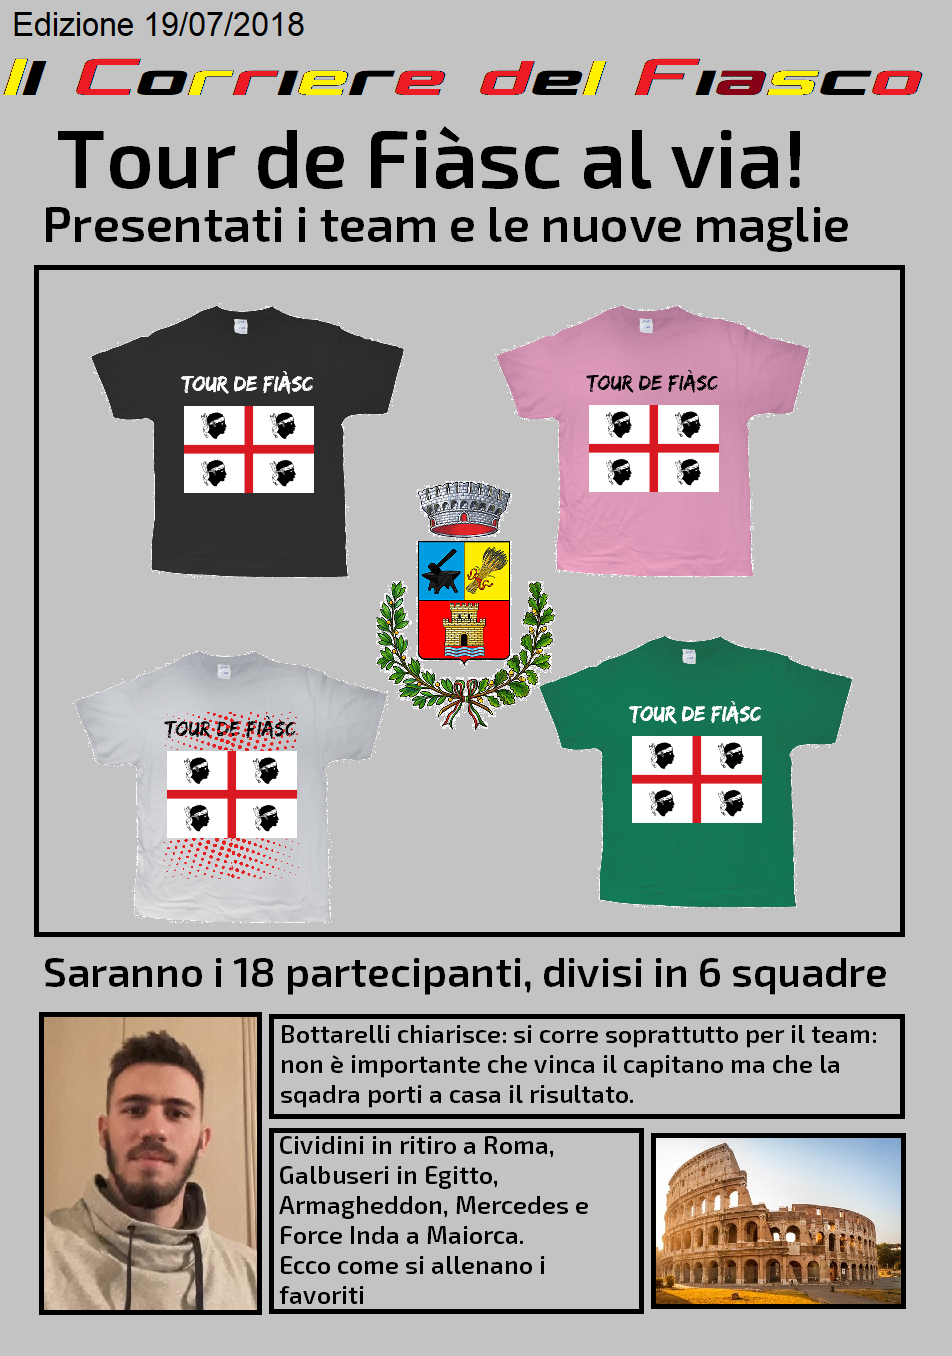 Edizione 19/07/2018
Il Corriere del Fiasco
Tour de Fiàsc al via!
Presentati i team e le nuove maglie
TOUR DE FIÀSC
TOUR DE FIÀSC
TOUR DE FIÀSC
TOUR DE FIÀSC
Saranno i 18 partecipanti, divisi in 6 squadre
Bottarelli chiarisce: si corre soprattutto per il team:
non è importante che vinca il capitano ma che la
sqadra porti a casa il risultato.
Cividini in ritiro a Roma,
Galbuseri in Egitto,
Armagheddon, Mercedes e
Force Inda a Maiorca.
Ecco come si allenano i
favoriti